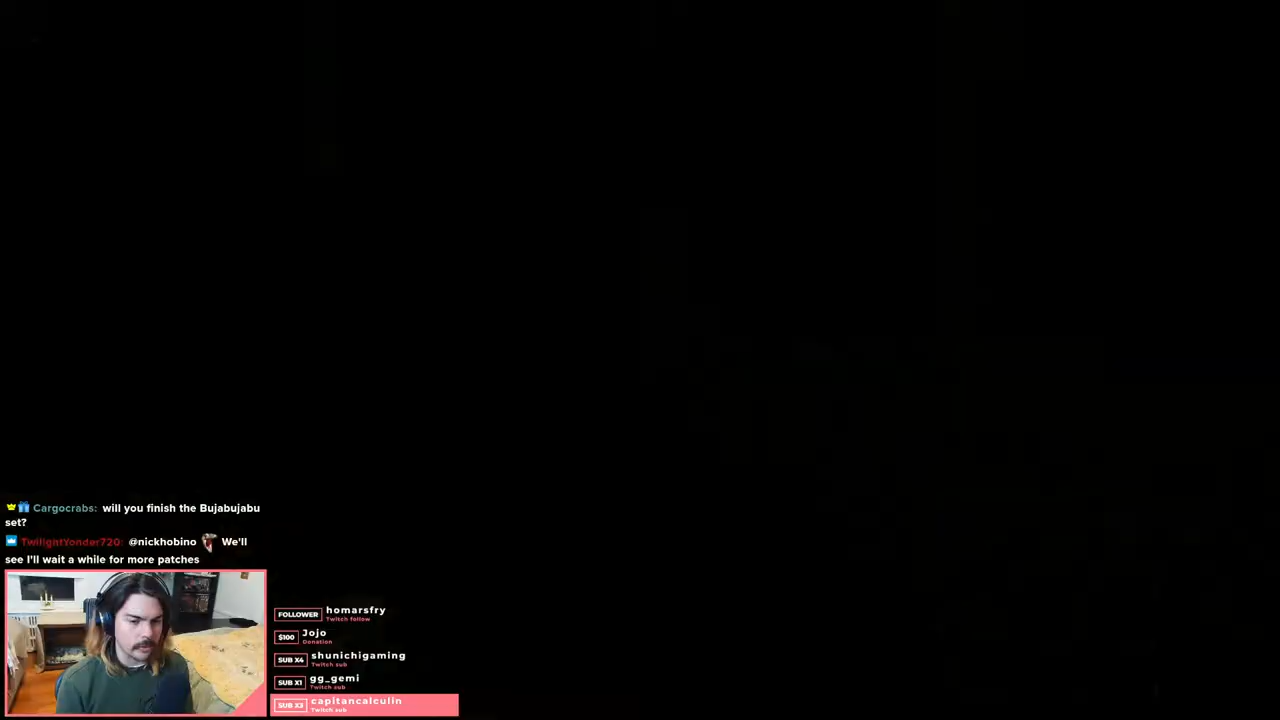 Cargocrabs: will you finish the Bujabujabu
set?
TwilightYonder720: @nickhobino We'll
see I'll wait a while for more patches
FOLLOWER homarsfry
Twitch follow
$100 Jojo
Donation
SUB X4 shunichigaming
Twitch sub
SUB X1 gg_gemi
Twitch sub
SUB X3 capitancalculin
Twitch sub